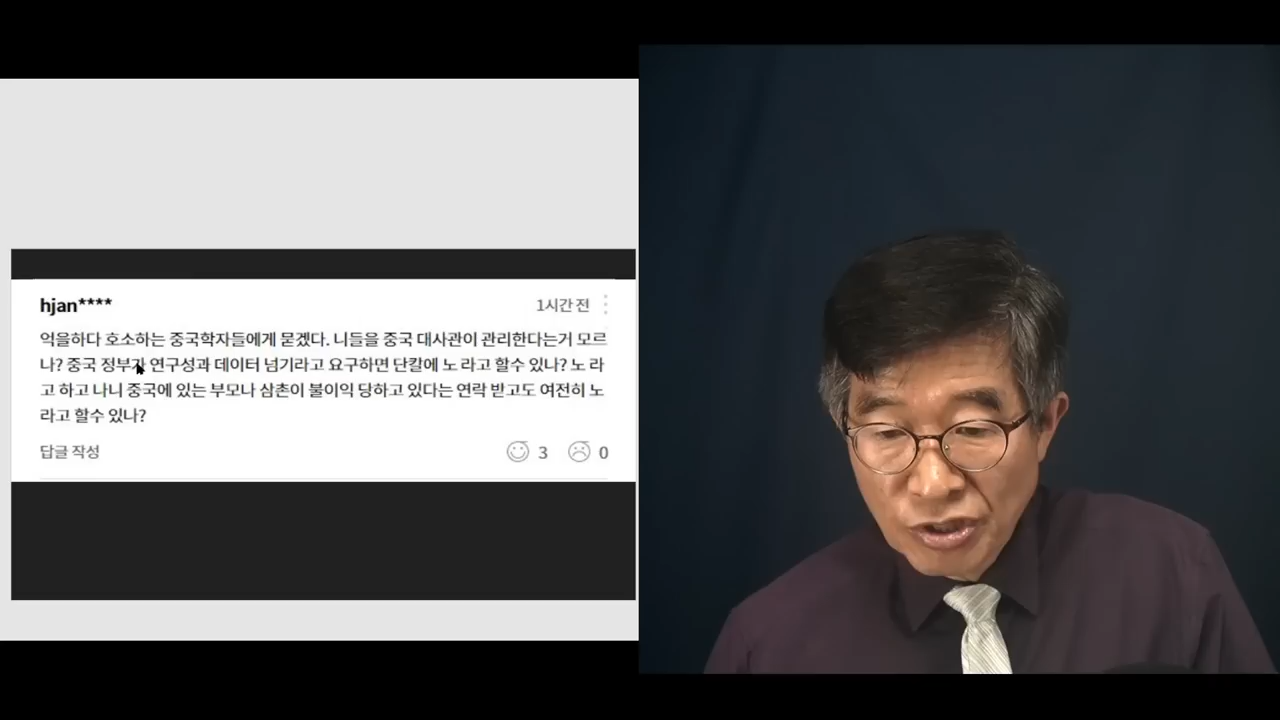 hjan****
1시간 전
억을하다 호소하는 중국학자들에게 묻겠다. 니들을 중국 대사관이 관리한다는거 모르
나? 중국 정부가 연구성과 데이터 넘기라고 요구하면 단칼에 노 라고 할수 있나? 노 라
고 하고 나니 중국에 있는 부모나 삼촌이 불이익 당하고 있다는 연락 받고도 여전히 노
라고 할수 있나?
답글 작성
3
0